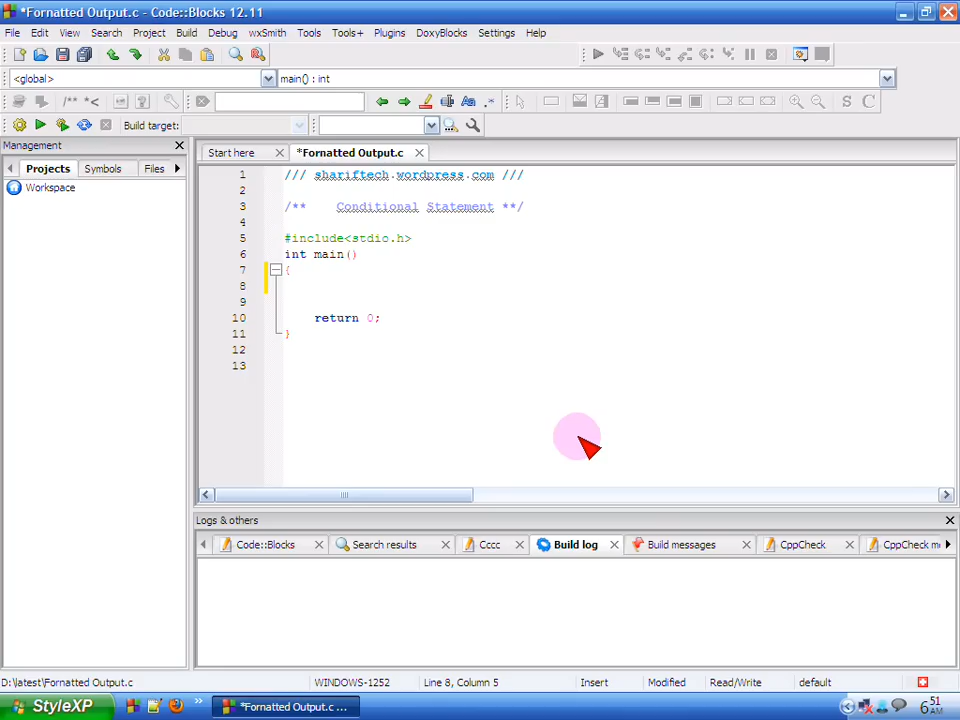 *Fornatted Output.c - Code::Blocks 12.11
File Edit View Search Project Build Debug wxSmith Tools Tools+ Plugins DoxyBlocks Settings Help
<global> main() : int
/** *<
.*
S C
Build target:
Management
Projects Symbols Files
Workspace
Start here *Fornatted Output.c
1 /// shariftech.wordpress.com ///
2
3 /** Conditional Statement **/
4
5 #include<stdio.h>
6 int main()
7 {
8
9
10 return 0;
11 }
12
13
Logs & others
Code::Blocks Search results Cccc Build log Build messages CppCheck CppCheck m
D:\latest\Fornatted Output.c WINDOWS-1252 Line 8, Column 5 Insert Modified Read/Write default
StyleXP *Fornatted Output.c ... 6 51 AM